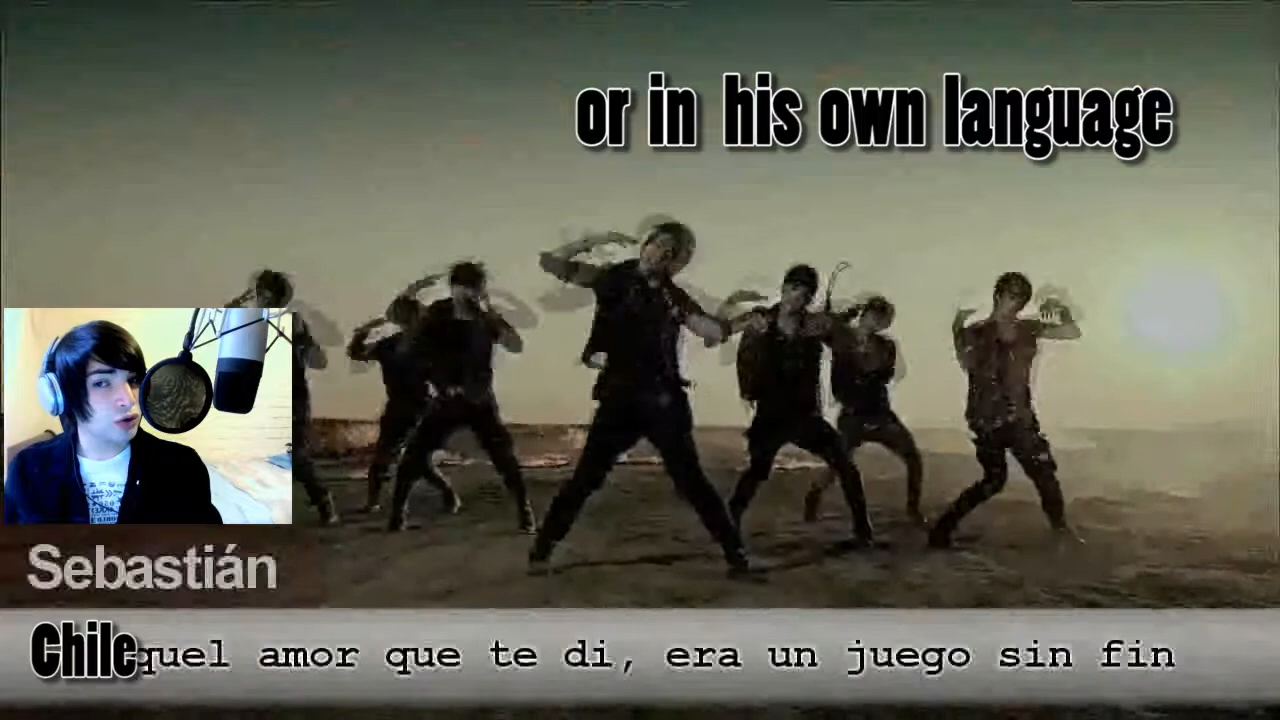 or in his own language
Sebastián
Chile
quel amor que te di, era un juego sin fin